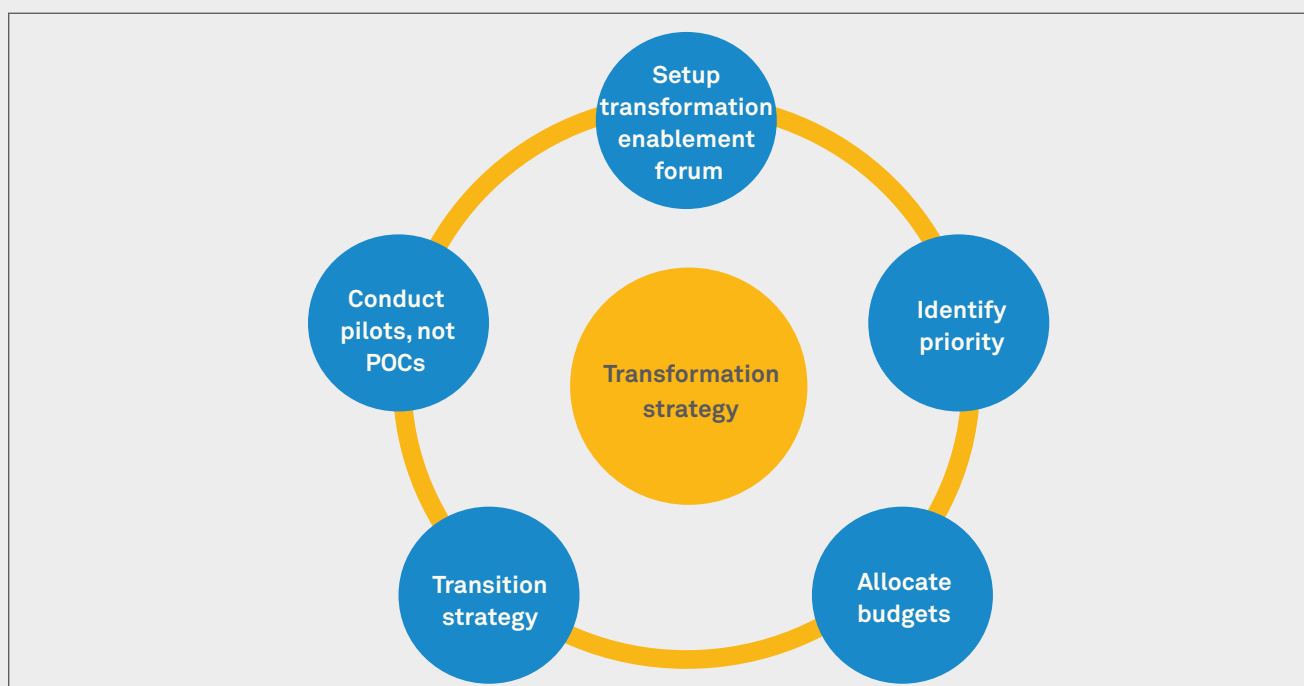 Setup
transformation
enablement
forum
Identify
priority
Allocate
budgets
Transition
strategy
Conduct
pilots, not
POCs
Transformation
strategy